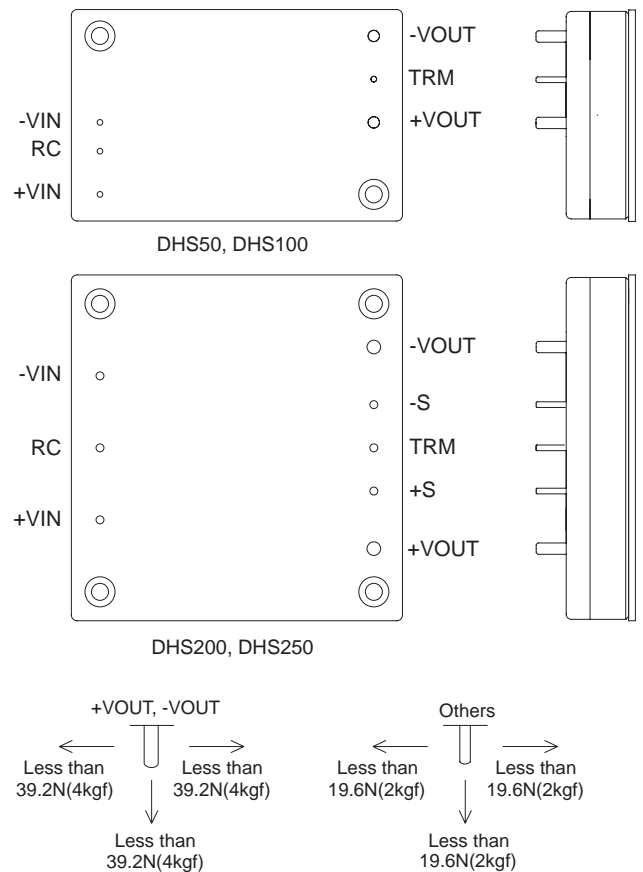 -VOUT
TRM
-VIN
+VOUT
RC
+VIN
DHS50, DHS100
-VOUT
-VIN
-S
RC
TRM
+S
+VIN
+VOUT
DHS200, DHS250
+VOUT, -VOUT
Less than
39.2N(4kgf)
Less than
39.2N(4kgf)
Less than
39.2N(4kgf)
Others
Less than
19.6N(2kgf)
Less than
19.6N(2kgf)
Less than
19.6N(2kgf)